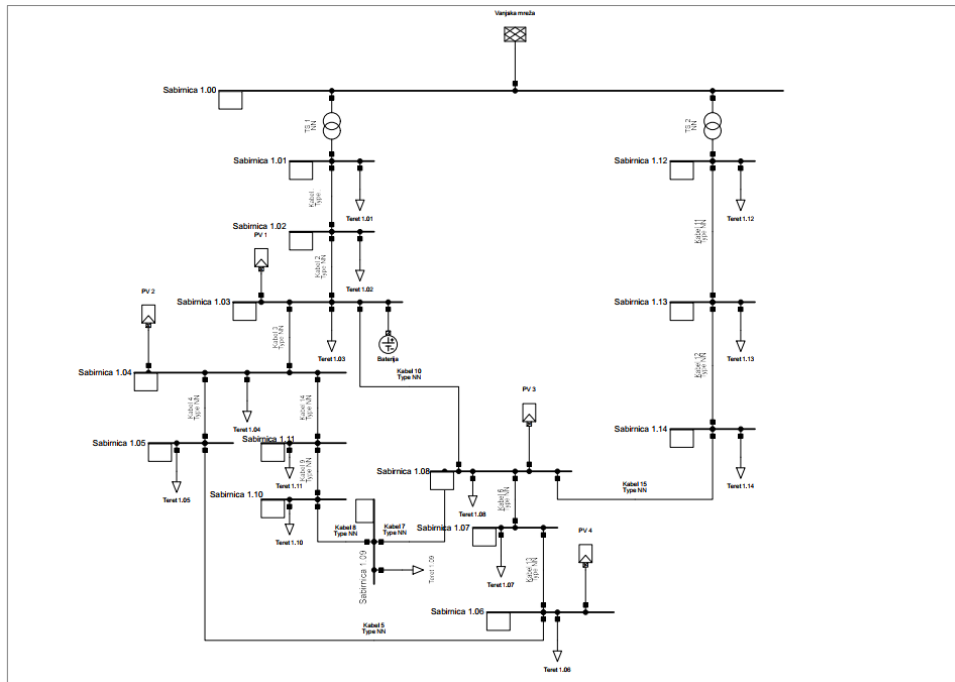 Vanjska mreža
Sabirnica 1.00
TS 1
NN
TS 2
NN
Sabirnica 1.01
Teret 1.01
Sabirnica 1.12
Teret 1.12
Kabel
Type
Sabirnica 1.02
Teret 1.02
PV 1
Kabel 2
Type NN
Kabel 11
Type NN
Sabirnica 1.03
Teret 1.03
Baterija
Sabirnica 1.13
Teret 1.13
PV 2
Kabel 3
Type NN
Kabel 10
Type NN
Kabel 12
Type NN
Sabirnica 1.04
Teret 1.04
PV 3
Kabel 4
Type NN
Kabel 14
Type NN
Sabirnica 1.14
Teret 1.14
Sabirnica 1.05
Teret 1.05
Sabirnica 1.11
Teret 1.11
Kabel 9
Type NN
Sabirnica 1.08
Teret 1.08
Kabel 15
Type NN
Type NN
Sabirnica 1.10
Teret 1.10
Kabel 8
Type NN
Kabel 7
Type NN
Sabirnica 1.09
Teret 1.09
Sabirnica 1.07
Teret 1.07
PV 4
Kabel 13
Type NN
Sabirnica 1.06
Teret 1.06
Kabel 5
Type NN